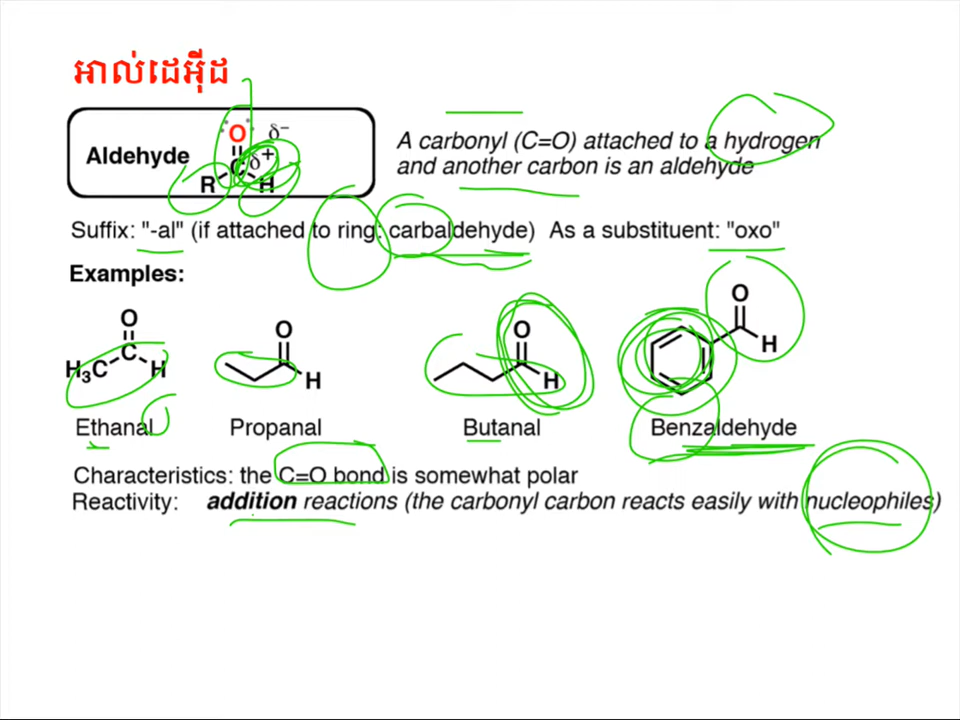 អាល់ដេអ៊ីដ
Aldehyde
O δ−
C δ+
R H
A carbonyl (C=O) attached to a hydrogen
and another carbon is an aldehyde
Suffix: "-al" (if attached to ring: carbaldehyde) As a substituent: "oxo"
Examples:
O
H3C C H
O
H
O
H
O
H
Ethanal Propanal Butanal Benzaldehyde
Characteristics: the C=O bond is somewhat polar
Reactivity: addition reactions (the carbonyl carbon reacts easily with nucleophiles)